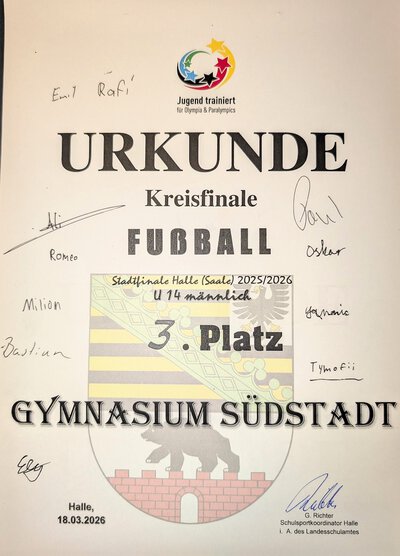 Jugend trainiert
für Olympia & Paralympics
Emil Rafi
URKUNDE
Kreisfinale
Paul
Ali
FUßBALL
Romeo
Oskar
Stadtfinale Halle (Saale) 2025/2026
U 14 männlich
Milion
3. Platz
Bastian
Tymofii
GYMNASIUM SÜDSTADT
Halle,
18.03.2026
G. Richter
Schulsportkoordinator Halle
i. A. des Landesschulamtes